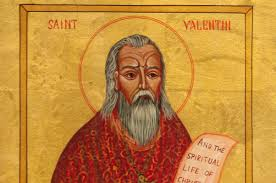 SAINT VALENTIN
AND THE
SPIRITUAL
LIFE OF